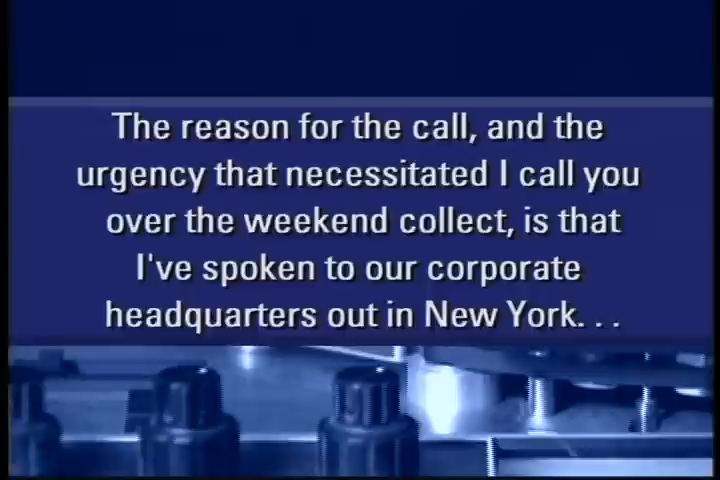 The reason for the call, and the
urgency that necessitated I call you
over the weekend collect, is that
I've spoken to our corporate
headquarters out in New York. . .